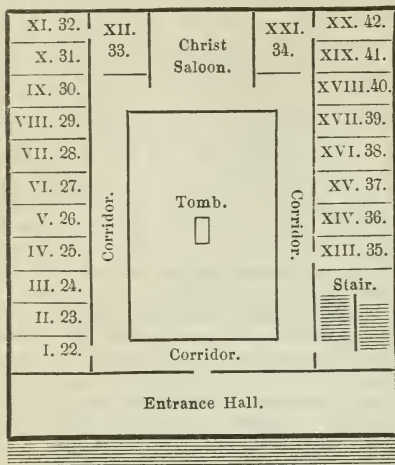 XI. 32.
X. 31.
IX. 30.
VIII. 29.
VII. 28.
VI. 27.
V. 26.
IV. 25.
III. 24.
II. 23.
I. 22.
XII.
33.
Christ
Saloon.
XXI.
34.
XX. 42.
XIX. 41.
XVIII. 40.
XVII. 39.
XVI. 38.
XV. 37.
XIV. 36.
XIII. 35.
Stair.
Corridor.
Tomb.
Corridor.
Corridor.
Entrance Hall.